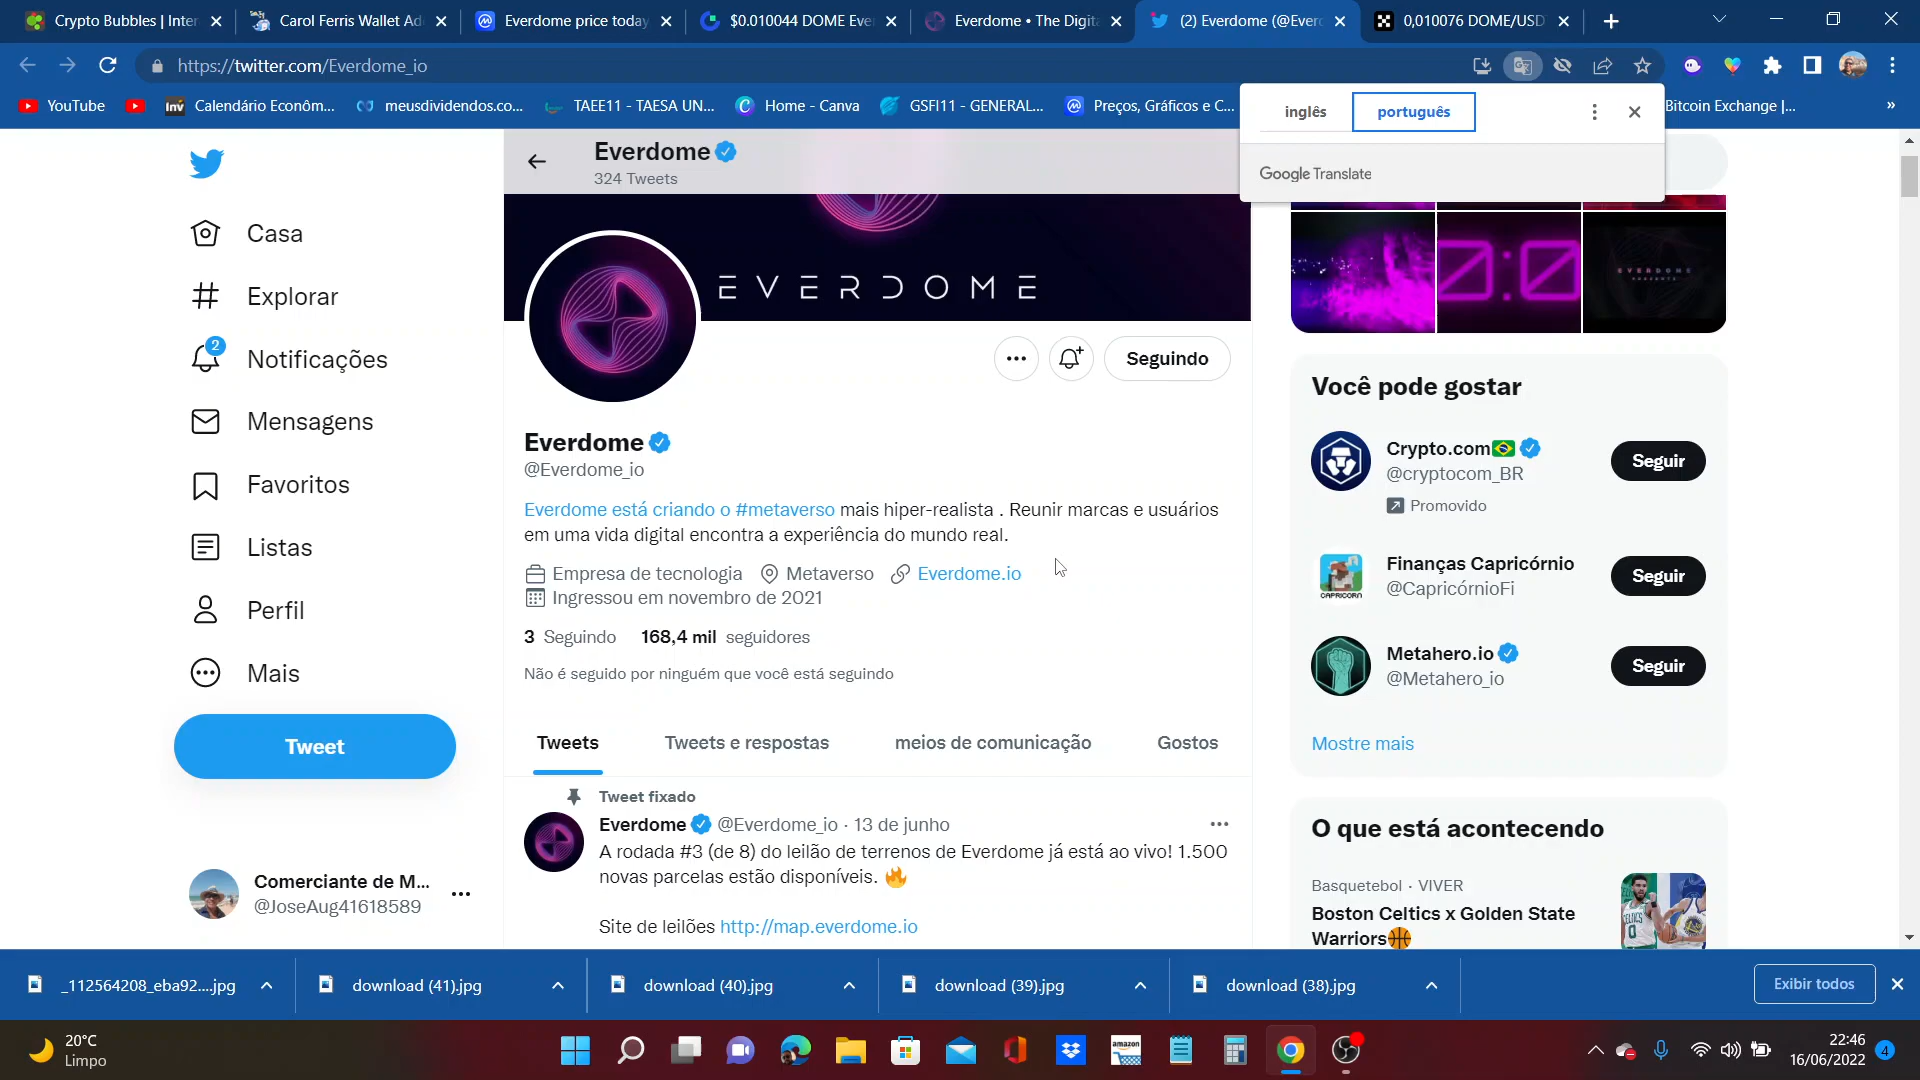 Crypto Bubbles | Inter
Carol Ferris Wallet Ad
Everdome price today
$0.010044 DOME Eve
Everdome • The Digita
(2) Everdome (@Everd
0,010076 DOME/USD
https://twitter.com/Everdome_io
YouTube
Calendário Econôm...
meusdividendos.co...
TAEE11 - TAESA UN...
Home - Canva
GSFI11 - GENERAL...
Preços, Gráficos e C...
Bitcoin Exchange |...
»
inglês
português
Google Translate
Everdome
324 Tweets
EVERDOME
Casa
Explorar
2
Notificações
Mensagens
Favoritos
Listas
Perfil
Mais
Tweet
Comerciante de M...
@JoseAug41618589
Seguindo
Everdome
@Everdome_io
Everdome está criando o #metaverso mais hiper-realista . Reunir marcas e usuários
em uma vida digital encontra a experiência do mundo real.
Empresa de tecnologia Metaverso Everdome.io
Ingressou em novembro de 2021
3 Seguindo 168,4 mil seguidores
Não é seguido por ninguém que você está seguindo
Tweets
Tweets e respostas
meios de comunicação
Gostos
Tweet fixado
Everdome @Everdome_io · 13 de junho
A rodada #3 (de 8) do leilão de terrenos de Everdome já está ao vivo! 1.500
novas parcelas estão disponíveis. 🔥
Site de leilões http://map.everdome.io
EVERDOME
Você pode gostar
Crypto.com🇧🇷
@cryptocom_BR
Promovido
Seguir
CAPRICORN
Finanças Capricórnio
@CapricórnioFi
Seguir
Metahero.io
@Metahero_io
Seguir
Mostre mais
O que está acontecendo
Basquetebol · VIVER
Boston Celtics x Golden State
Warriors🏀
_112564208_eba92....jpg
download (41).jpg
download (40).jpg
download (39).jpg
download (38).jpg
Exibir todos
20°C
Limpo
amazon
22:46
16/06/2022
4